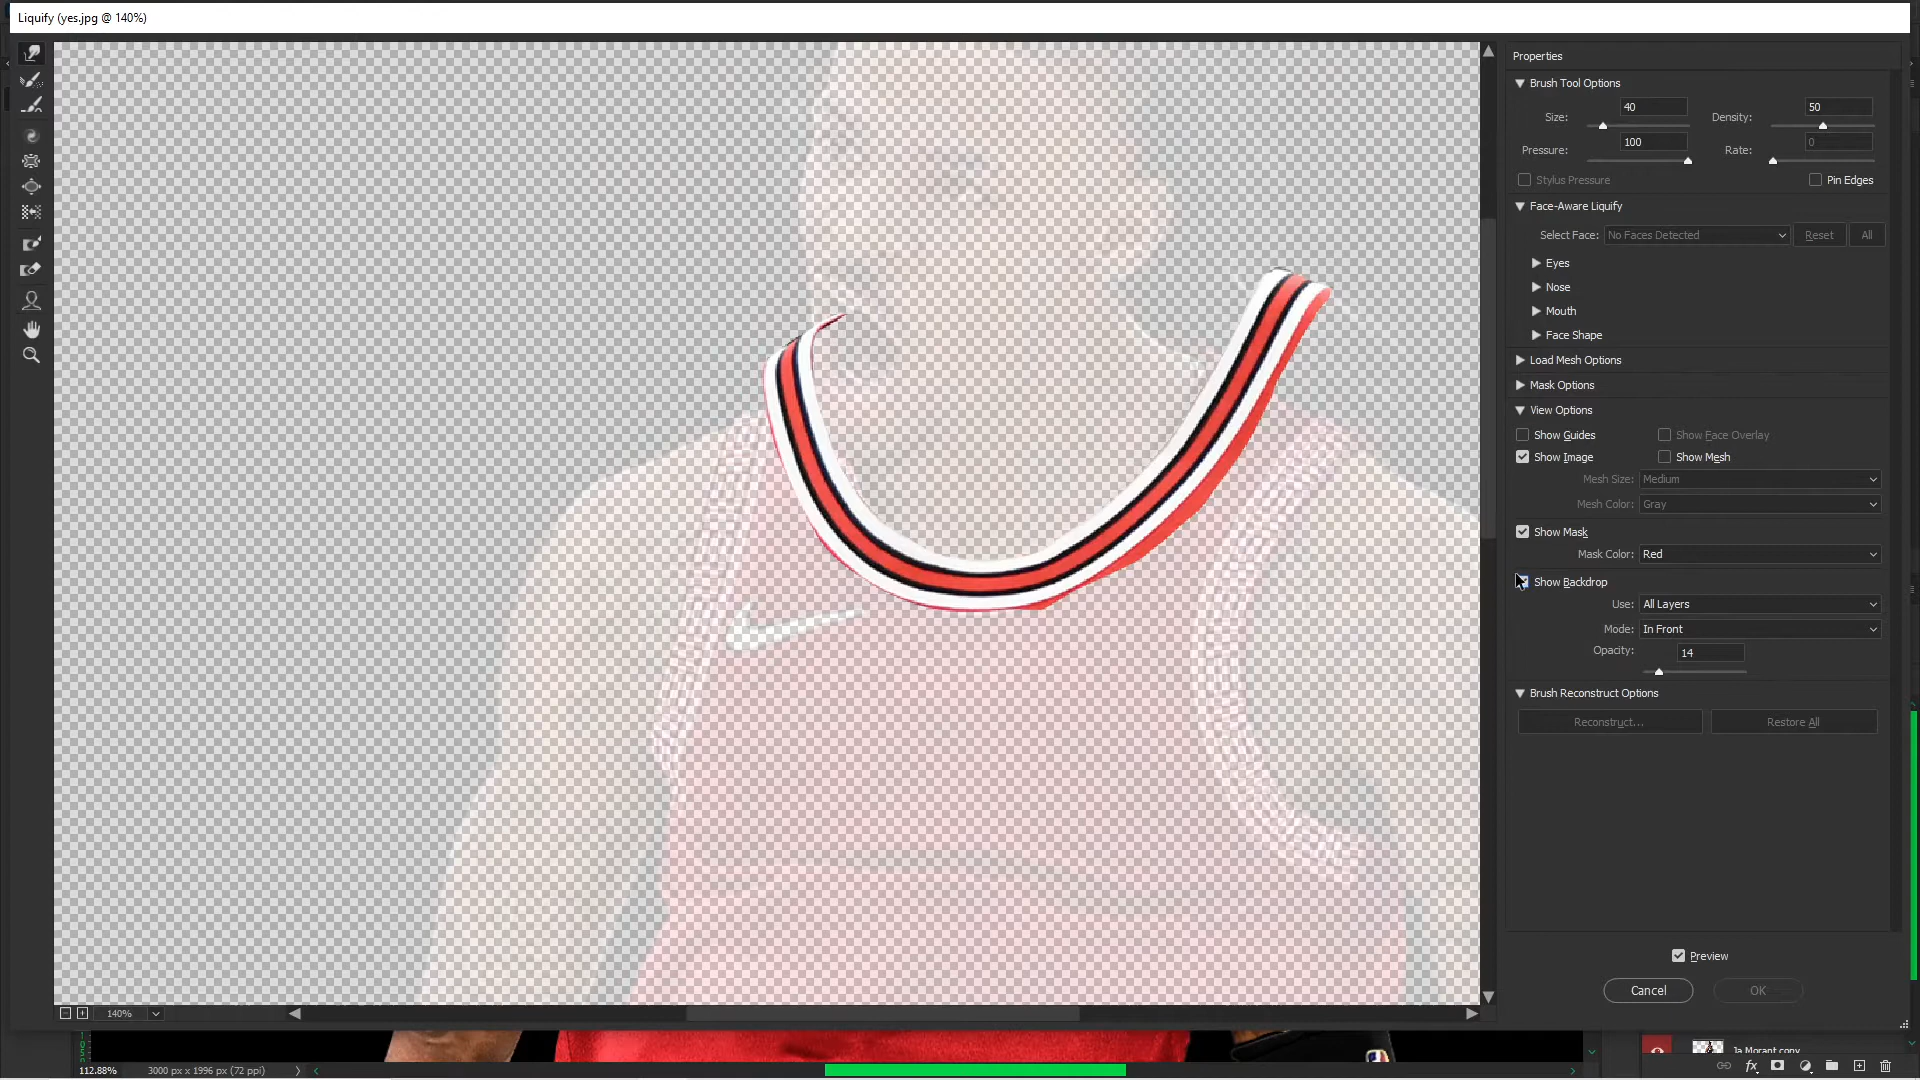 Liquify (yes.jpg @ 140%)
Properties
Brush Tool Options
Size: 40 Density: 50
Pressure: 100 Rate: 0
Stylus Pressure Pin Edges
Face-Aware Liquify
Select Face: No Faces Detected Reset All
Eyes
Nose
Mouth
Face Shape
Load Mesh Options
Mask Options
View Options
Show Guides Show Face Overlay
Show Image Show Mesh
Mesh Size: Medium
Mesh Color: Gray
Show Mask
Mask Color: Red
Show Backdrop
Use: All Layers
Mode: In Front
Opacity: 14
Brush Reconstruct Options
Reconstruct... Restore All
Preview
Cancel OK
140%
Ja Morant copy
112.88% 3000 px x 1996 px (72 ppi)
fx